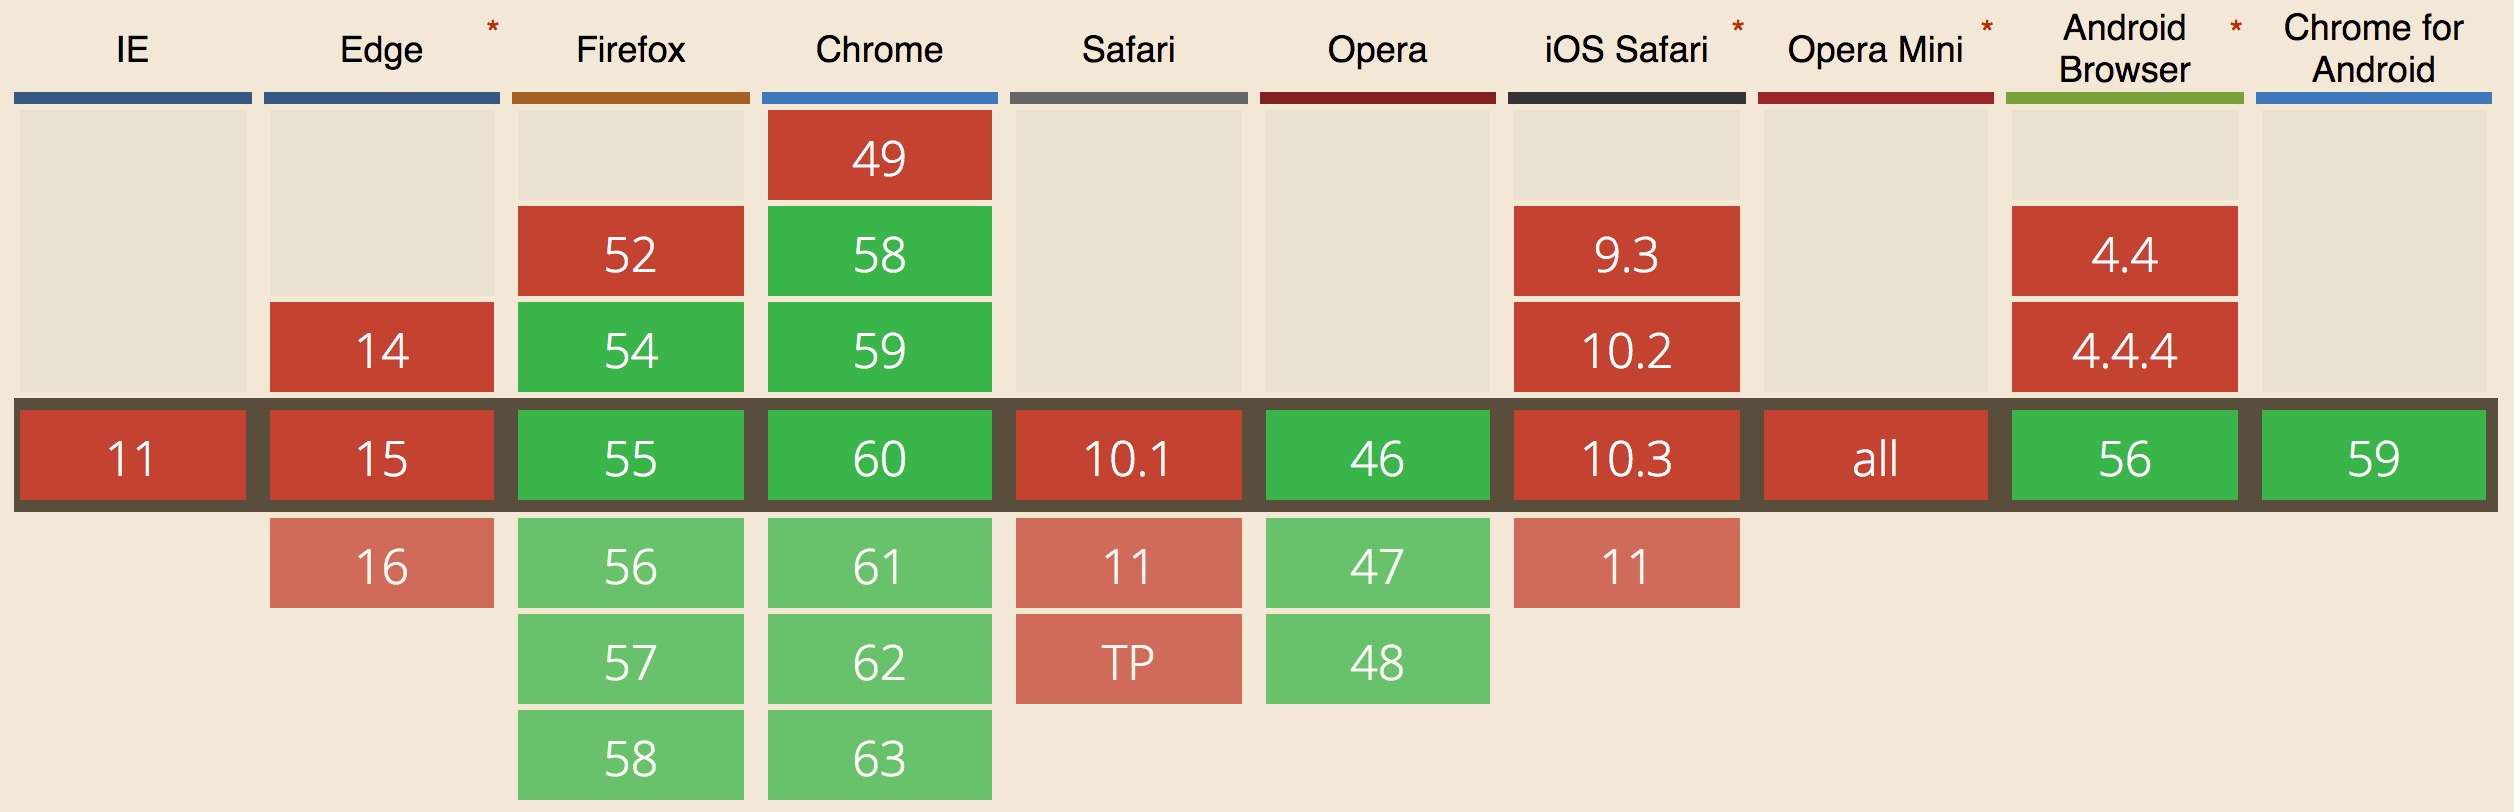 IE
Edge *
Firefox
Chrome
Safari
Opera
iOS Safari *
Opera Mini *
Android *
Browser
Chrome for
Android
49
52 58 9.3 4.4
14 54 59 10.2 4.4.4
11 15 55 60 10.1 46 10.3 all 56 59
16 56 61 11 47 11
57 62 TP 48
58 63